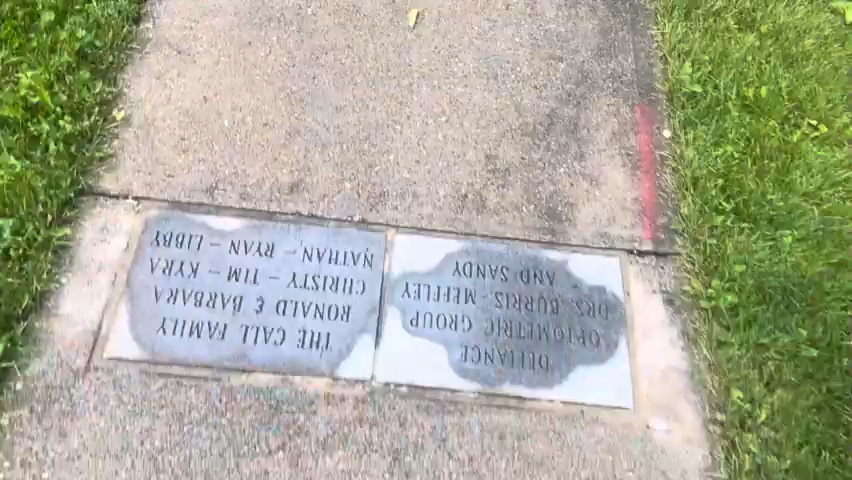 DEFIANCE
OPTOMETRIC GROUP
DRS. BURRIS - MEFFLEY
AND SANDY
THE CALL FAMILY
RONALD & BARBARA
CHRISTY – TIM – KYRA
NATHAN – RYAN – LIBBY